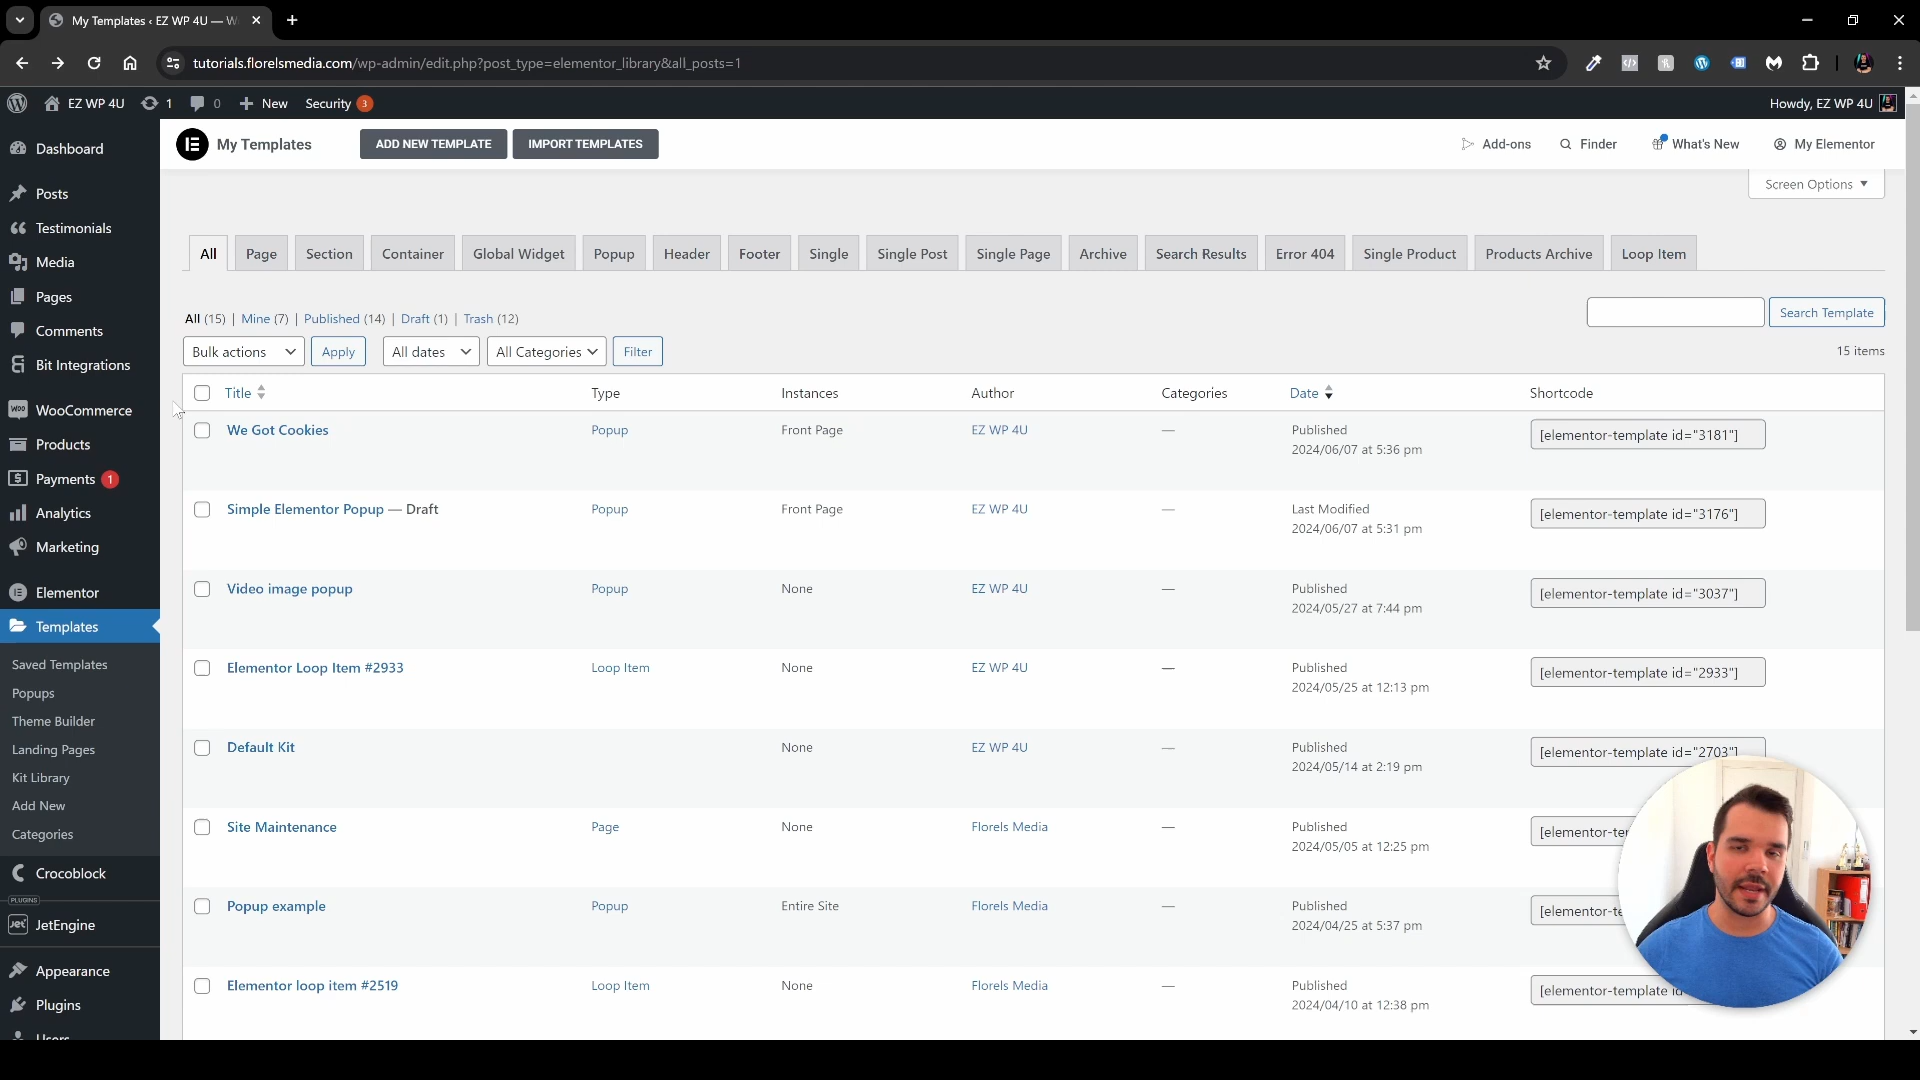 My Templates ‹ EZ WP 4U — W
tutorials.florelsmedia.com/wp-admin/edit.php?post_type=elementor_library&all_posts=1
EZ WP 4U 1 0 New Security 3 Howdy, EZ WP 4U
Dashboard
Posts
Testimonials
Media
Pages
Comments
Bit Integrations
WooCommerce
Products
Payments 1
Analytics
Marketing
Elementor
Templates
Saved Templates
Popups
Theme Builder
Landing Pages
Kit Library
Add New
Categories
Crocoblock
PLUGINS
Jet JetEngine
Appearance
Plugins
Users
My Templates ADD NEW TEMPLATE IMPORT TEMPLATES Add-ons Finder What's New My Elementor
Screen Options
All Page Section Container Global Widget Popup Header Footer Single Single Post Single Page Archive Search Results Error 404 Single Product Products Archive Loop Item
All (15) | Mine (7) | Published (14) | Draft (1) | Trash (12) Search Template
Bulk actions Apply All dates All Categories Filter 15 items
Title Type Instances Author Categories Date Shortcode
We Got Cookies Popup Front Page EZ WP 4U — Published [elementor-template id="3181"]
2024/06/07 at 5:36 pm
Simple Elementor Popup — Draft Popup Front Page EZ WP 4U — Last Modified [elementor-template id="3176"]
2024/06/07 at 5:31 pm
Video image popup Popup None EZ WP 4U — Published [elementor-template id="3037"]
2024/05/27 at 7:44 pm
Elementor Loop Item #2933 Loop Item None EZ WP 4U — Published [elementor-template id="2933"]
2024/05/25 at 12:13 pm
Default Kit None EZ WP 4U — Published [elementor-template id="2703"]
2024/05/14 at 2:19 pm
Site Maintenance Page None Florels Media — Published [elementor-te
2024/05/05 at 12:25 pm
Popup example Popup Entire Site Florels Media — Published [elementor-te
2024/04/25 at 5:37 pm
Elementor loop item #2519 Loop Item None Florels Media — Published [elementor-template id
2024/04/10 at 12:38 pm